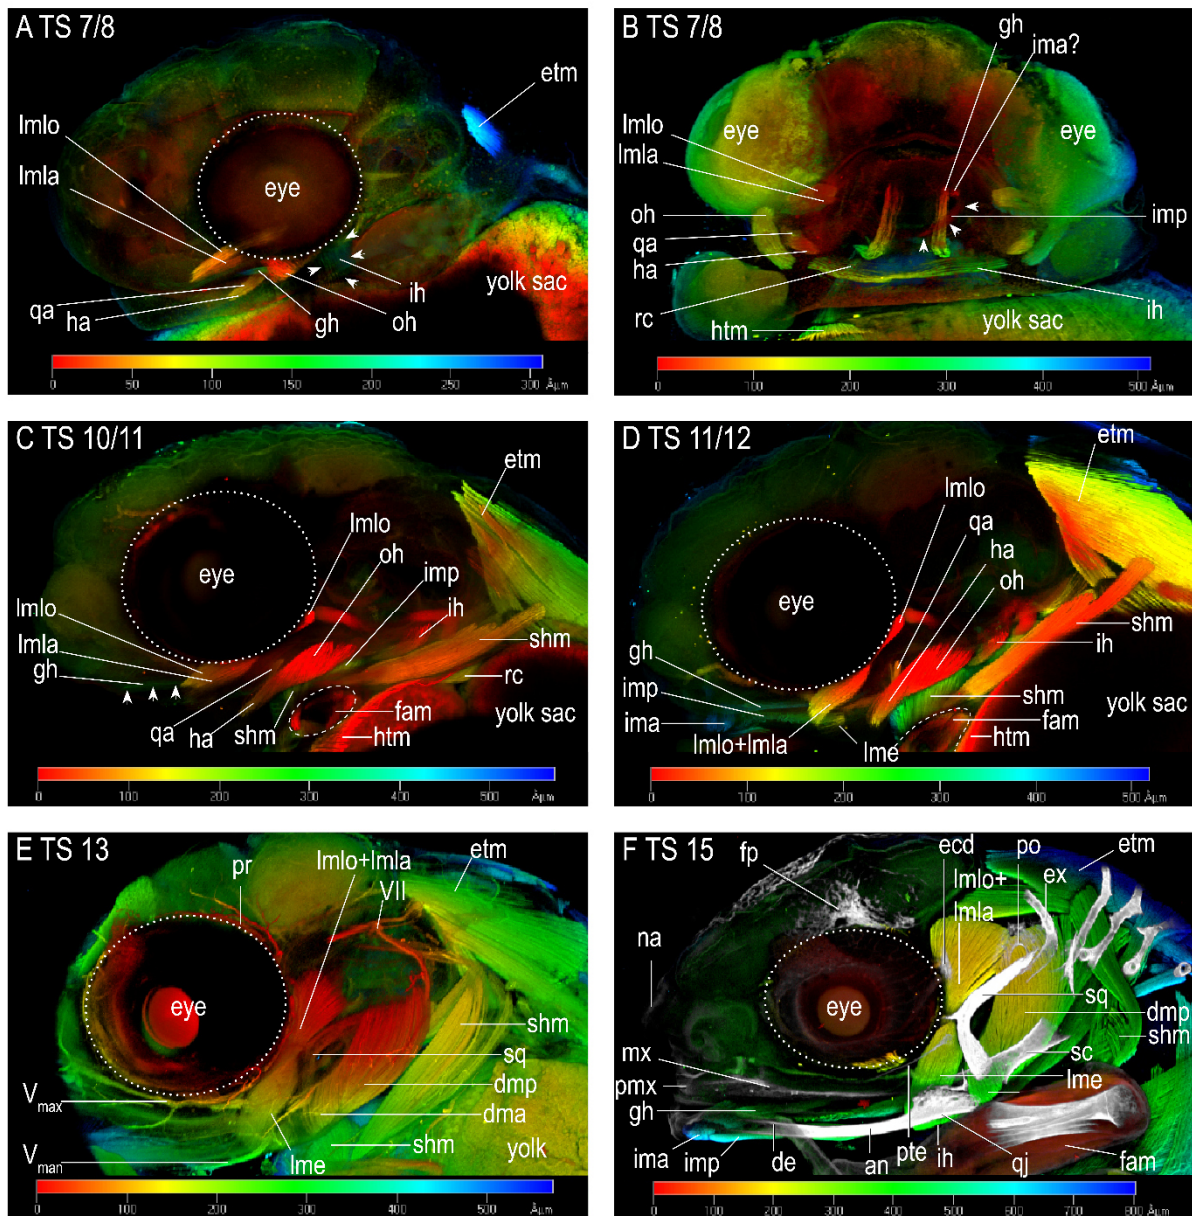 A TS 7/8
etm
lmlo
lmla
eye
qa
ha
gh
oh
ih
yolk sac
0 50 100 150 200 250 300 Âµm
B TS 7/8
gh
ima?
eye
eye
lmlo
lmla
oh
qa
ha
imp
rc
ih
htm
yolk sac
0 100 200 300 400 500 Âµm
C TS 10/11
etm
lmlo
oh
imp
ih
eye
shm
lmlo
lmla
gh
rc
yolk sac
qa
ha
shm
fam
htm
0 100 200 300 400 500 Âµm
D TS 11/12
etm
lmlo
qa
ha
oh
eye
shm
ih
gh
imp
ima
shm
yolk sac
fam
lmlo+lmla
lme
htm
0 100 200 300 400 500 Âµm
E TS 13
pr
lmlo+lmla
VII
etm
eye
shm
sq
dmp
dma
Vmax
shm
yolk
Vman
lme
0 100 200 300 400 500 Âµm
F TS 15
fp
ecd
po
etm
lmlo+
lmla
ex
na
eye
sq
dmp
shm
mx
sc
pmx
lme
gh
ima
imp
de
an
pte
ih
qj
fam
0 100 200 300 400 500 600 700 800 Âµm